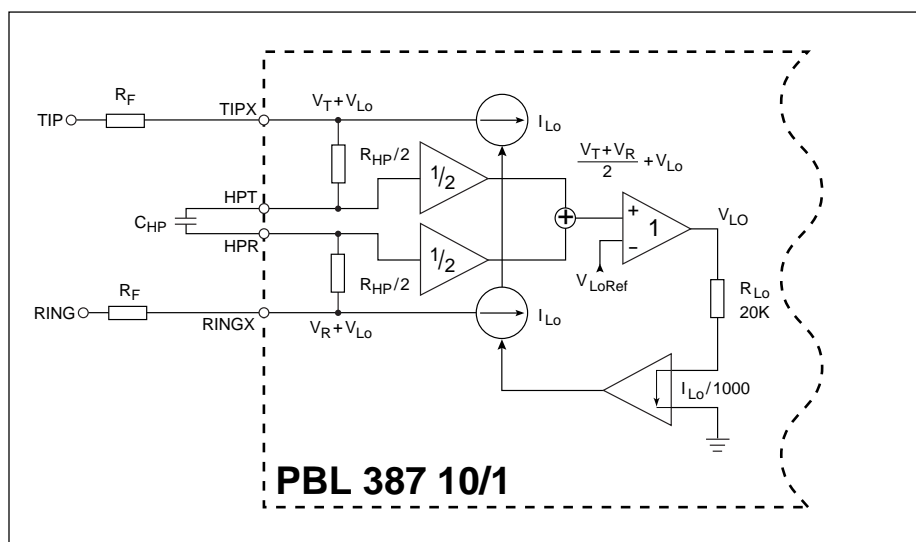 R_F
TIP
TIPX
V_T + V_Lo
I_Lo
R_HP/2
1/2
(V_T + V_R)/2 + V_Lo
HPT
C_HP
HPR
+
1
−
V_LO
V_LoRef
1/2
R_HP/2
R_Lo
20K
R_F
RING
RINGX
V_R + V_Lo
I_Lo
I_Lo/1000
PBL 387 10/1